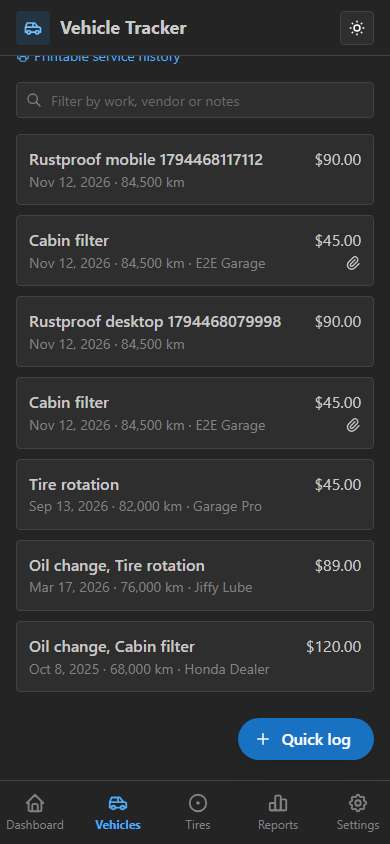 Vehicle Tracker
Printable service history
Filter by work, vendor or notes
Rustproof mobile 1794468117112 $90.00
Nov 12, 2026 · 84,500 km
Cabin filter $45.00
Nov 12, 2026 · 84,500 km · E2E Garage
Rustproof desktop 1794468079998 $90.00
Nov 12, 2026 · 84,500 km
Cabin filter $45.00
Nov 12, 2026 · 84,500 km · E2E Garage
Tire rotation $45.00
Sep 13, 2026 · 82,000 km · Garage Pro
Oil change, Tire rotation $89.00
Mar 17, 2026 · 76,000 km · Jiffy Lube
Oil change, Cabin filter $120.00
Oct 8, 2025 · 68,000 km · Honda Dealer
+ Quick log
Dashboard Vehicles Tires Reports Settings